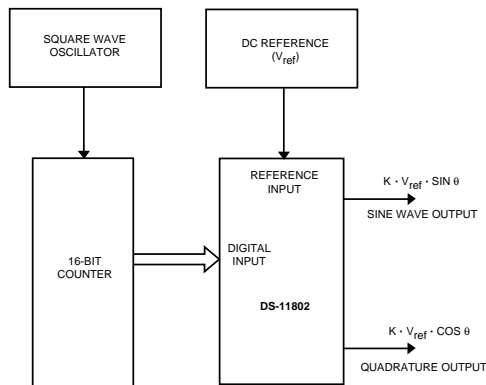 SQUARE WAVE
OSCILLATOR
DC REFERENCE
(Vref)
REFERENCE
INPUT
K · Vref · SIN θ
SINE WAVE OUTPUT
16-BIT
COUNTER
DIGITAL
INPUT
DS-11802
K · Vref · COS θ
QUADRATURE OUTPUT